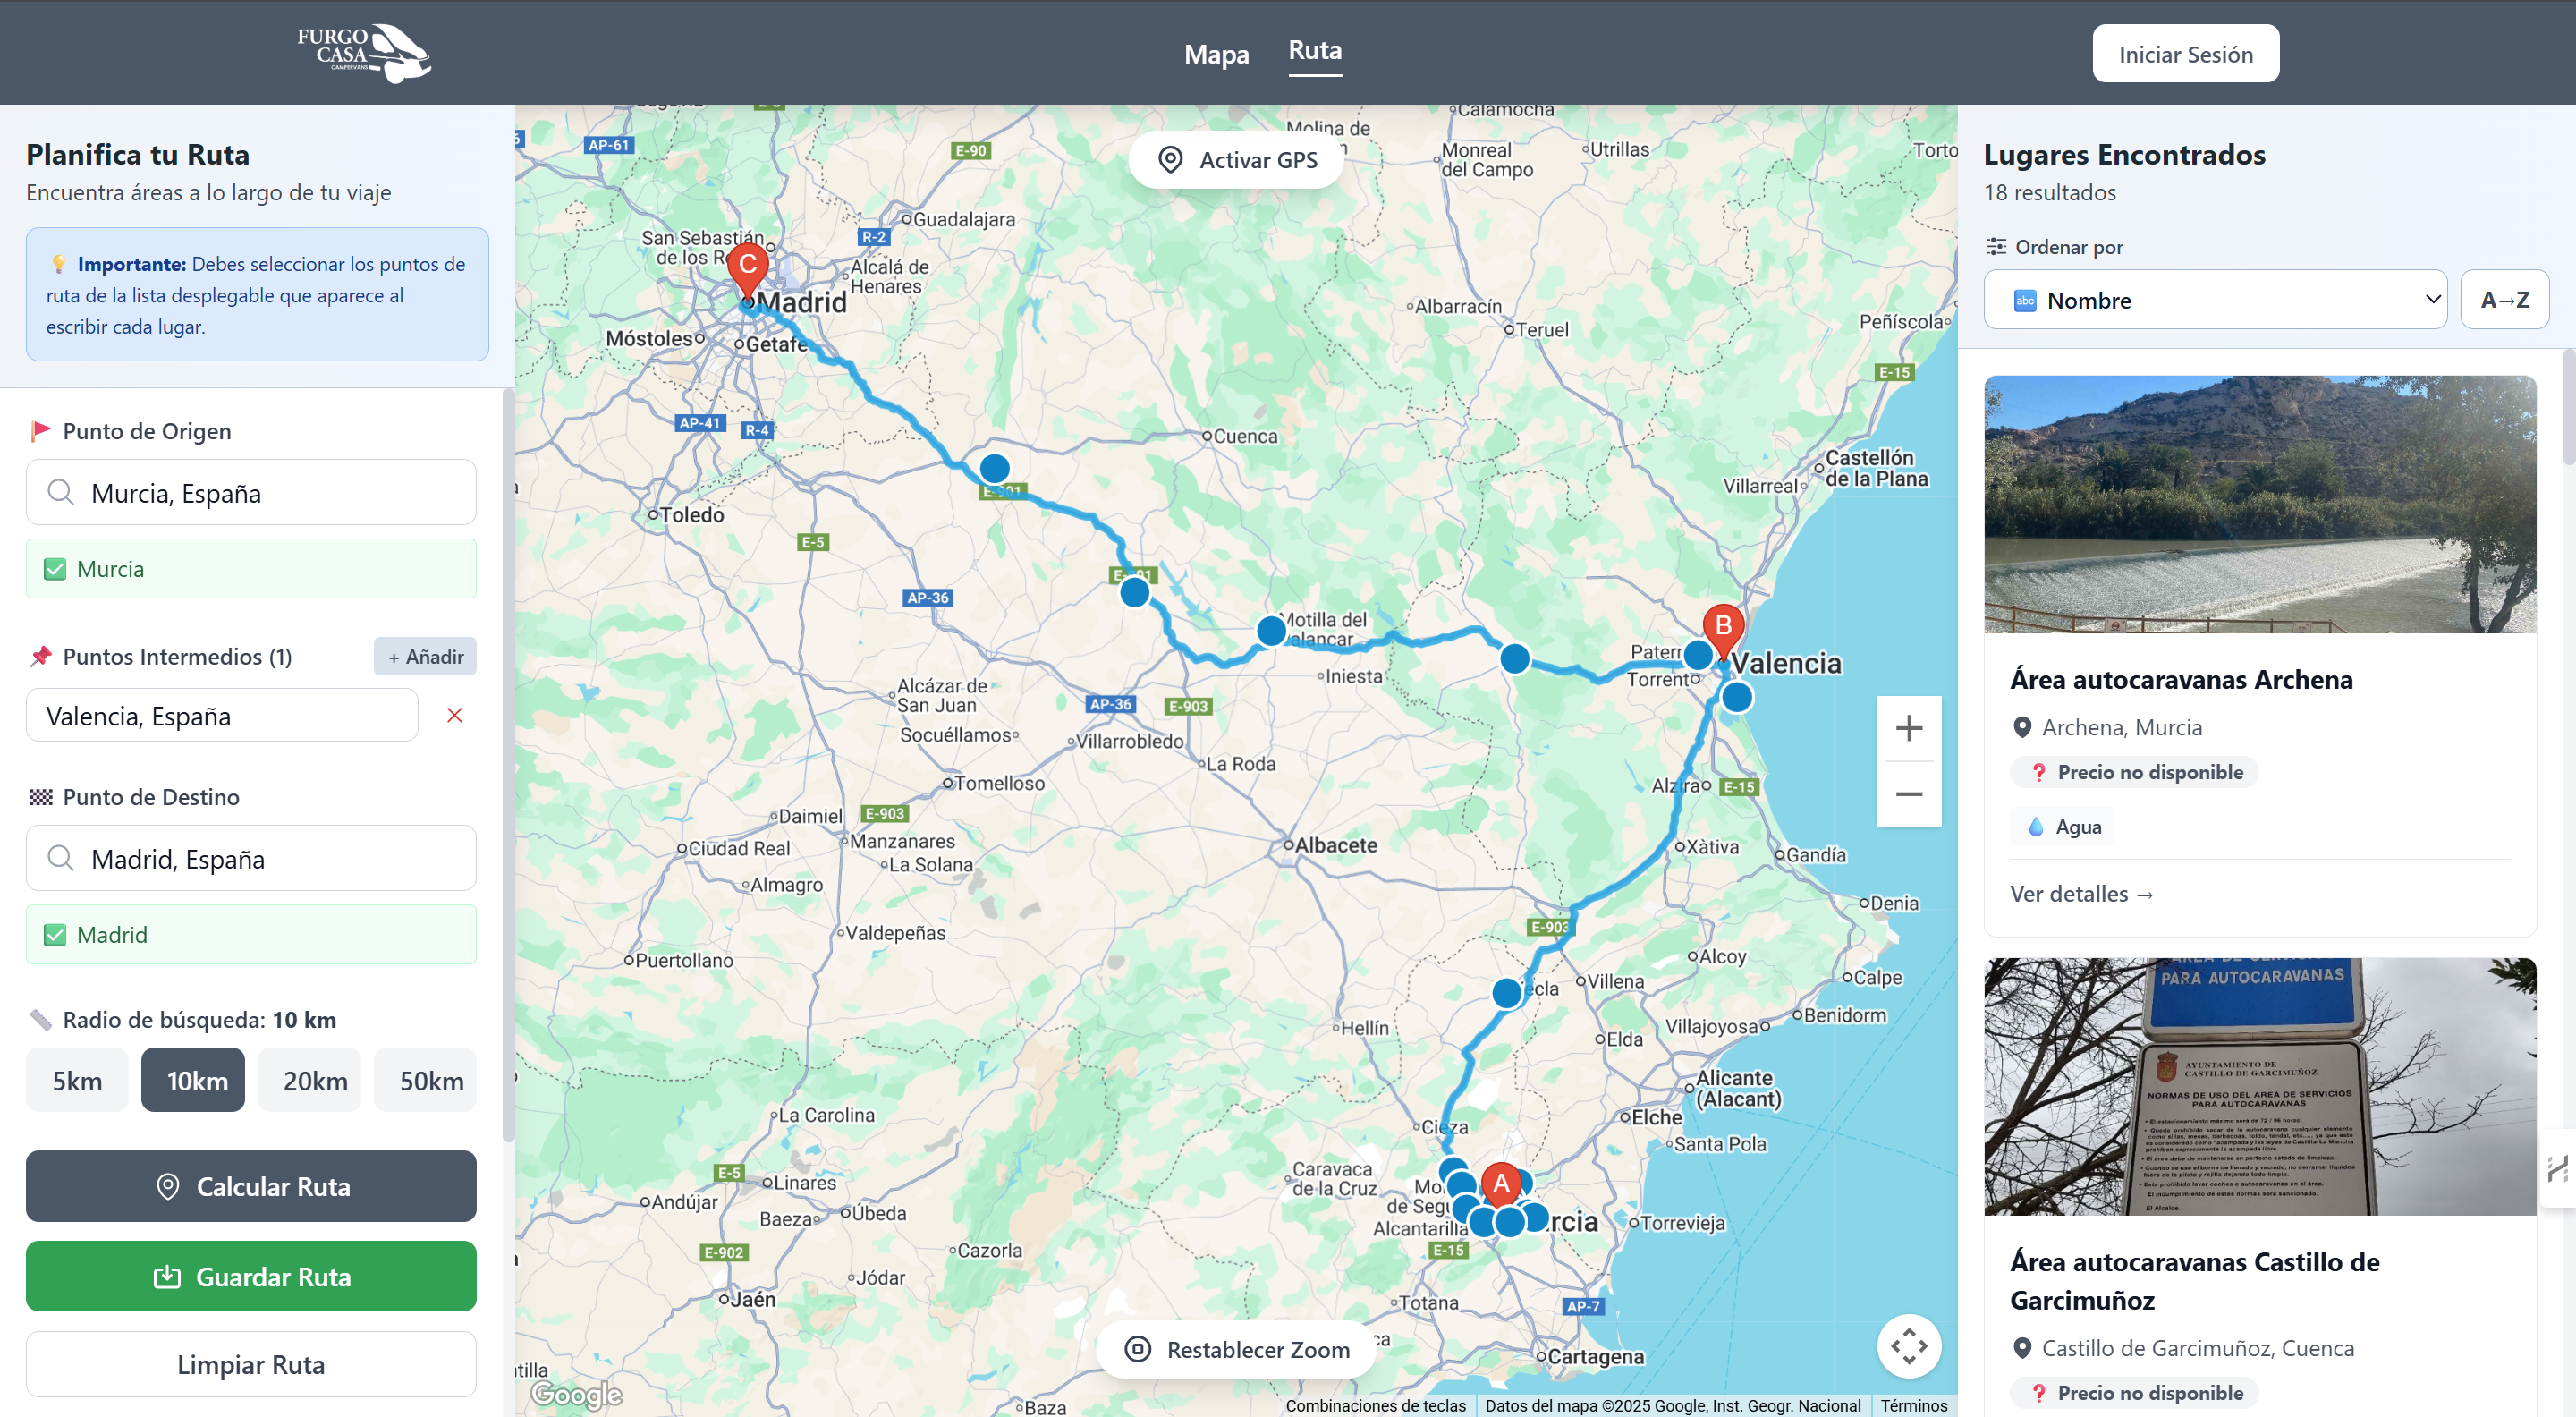 FURGO
CASA
CAMPERVANS
Mapa
Ruta
Iniciar Sesión
Planifica tu Ruta
Encuentra áreas a lo largo de tu viaje
Importante: Debes seleccionar los puntos de
ruta de la lista desplegable que aparece al
escribir cada lugar.
Punto de Origen
Murcia, España
Murcia
Puntos Intermedios (1)
+ Añadir
Valencia, España
Punto de Destino
Madrid, España
Madrid
Radio de búsqueda: 10 km
5km
10km
20km
50km
Calcular Ruta
Guardar Ruta
Limpiar Ruta
Activar GPS
Calamocha
Molina de
AP-61
E-90
Monreal
del Campo
Utrillas
Guadalajara
San Sebastián
R-2
Alcalá de
Henares
Madrid
C
Albarracín
Teruel
Peñíscola
Móstoles
Getafe
E-15
AP-41
R-4
Cuenca
Castellón
de la Plana
Villarreal
Toledo
E-901
E-5
AP-36
Motilla del
B
Valencia
Torrent
Iniesta
Alcázar de
San Juan
AP-36
E-903
Socuéllamos
Villarrobledo
La Roda
Tomelloso
Alzira
E-15
Daimiel
E-903
Manzanares
Ciudad Real
La Solana
Albacete
Xàtiva
Gandía
Almagro
Denia
Valdepeñas
E-903
Puertollano
Alcoy
Villena
Calpe
Hellín
Benidorm
Villajoyosa
Elda
Alicante
(Alacant)
La Carolina
Elche
Cieza
Santa Pola
E-5
Linares
Caravaca
de la Cruz
A
Andújar
Baeza
Úbeda
Alcantarilla
Torrevieja
E-902
Cazorla
E-15
Jódar
Jaén
Totana
AP-7
Restablecer Zoom
Cartagena
Baza
Google
Combinaciones de teclas
Datos del mapa ©2025 Google, Inst. Geogr. Nacional
Términos
Lugares Encontrados
18 resultados
Ordenar por
abc Nombre
A→Z
Área autocaravanas Archena
Archena, Murcia
Precio no disponible
Agua
Ver detalles →
PARA AUTOCARAVANAS
AYUNTAMIENTO DE
CASTILLO DE GARCIMUÑOZ
NORMAS DE USO DEL AREA DE SERVICIOS
PARA AUTOCARAVANAS
El Alcalde.
Área autocaravanas Castillo de
Garcimuñoz
Castillo de Garcimuñoz, Cuenca
Precio no disponible